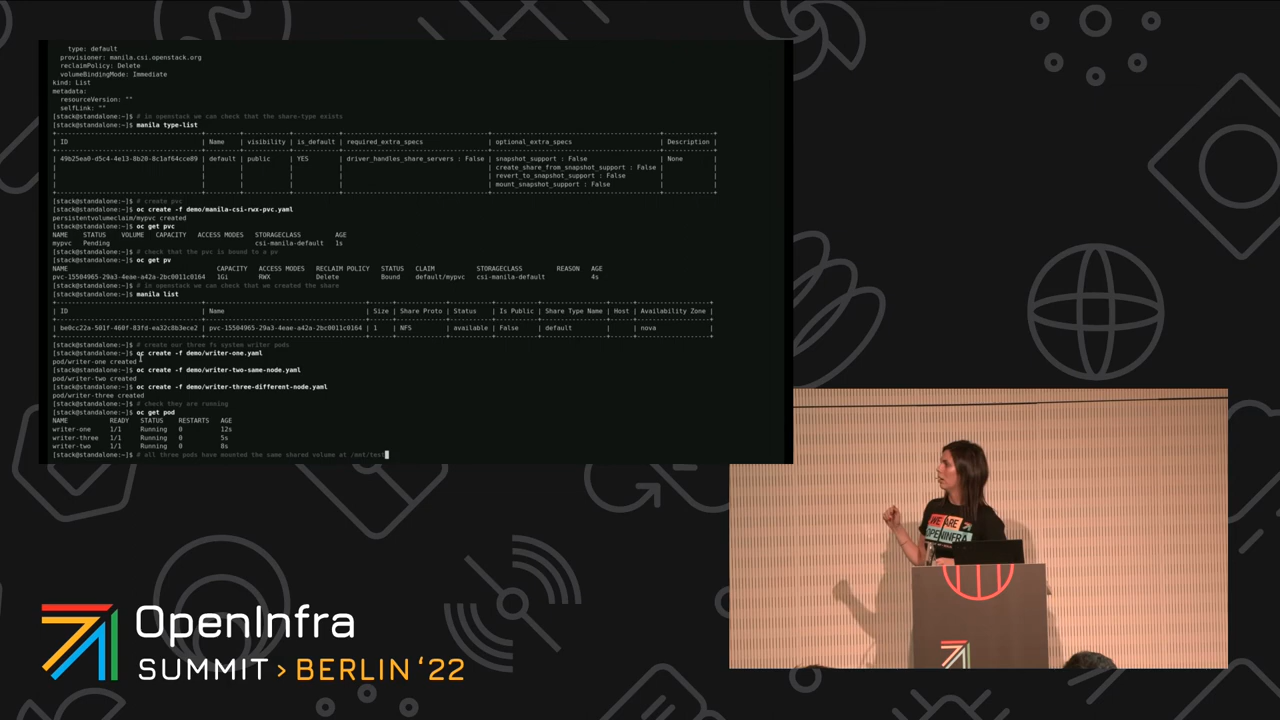 type: default
provisioner: manila.csi.openstack.org
reclaimPolicy: Delete
volumeBindingMode: Immediate
kind: List
metadata:
resourceVersion: ""
selfLink: ""
[stack@standalone:~]$ # in openstack we can check that the share-type exists
[stack@standalone:~]$ manila type-list
| ID | Name | visibility | is_default | required_extra_specs | optional_extra_specs | Description |
| 49b25ea0-d5c4-4e13-8b20-8c1af64cce09 | default | public | YES | driver_handles_share_servers : False | snapshot_support : False | None |
| | | | | | create_share_from_snapshot_support : False | |
| | | | | | revert_to_snapshot_support : False | |
| | | | | | mount_snapshot_support : False | |
[stack@standalone:~]$ # create pvc
[stack@standalone:~]$ oc create -f demo/manila-csi-rwx-pvc.yaml
persistentvolumeclaim/mypvc created
[stack@standalone:~]$ oc get pvc
NAME STATUS VOLUME CAPACITY ACCESS MODES STORAGECLASS AGE
mypvc Pending csi-manila-default 1s
[stack@standalone:~]$ # check that the pvc is bound to a pv
[stack@standalone:~]$ oc get pv
NAME CAPACITY ACCESS MODES RECLAIM POLICY STATUS CLAIM STORAGECLASS REASON AGE
pvc-15504965-29a3-4eae-a42a-2bc0011c0164 1Gi RWX Delete Bound default/mypvc csi-manila-default 4s
[stack@standalone:~]$ # in openstack we can check that we created the share
[stack@standalone:~]$ manila list
| ID | Name | Size | Share Proto | Status | Is Public | Share Type Name | Host | Availability Zone |
| be0cc22a-501f-460f-83fd-ea32c8b3ece2 | pvc-15504965-29a3-4eae-a42a-2bc0011c0164 | 1 | NFS | available | False | default | | nova |
[stack@standalone:~]$ # create our three fs system writer pods
[stack@standalone:~]$ oc create -f demo/writer-one.yaml
pod/writer-one created
[stack@standalone:~]$ oc create -f demo/writer-two-same-node.yaml
pod/writer-two created
[stack@standalone:~]$ oc create -f demo/writer-three-different-node.yaml
pod/writer-three created
[stack@standalone:~]$ # check they are running
[stack@standalone:~]$ oc get pod
NAME READY STATUS RESTARTS AGE
writer-one 1/1 Running 0 12s
writer-three 1/1 Running 0 5s
writer-two 1/1 Running 0 8s
[stack@standalone:~]$ # all three pods have mounted the same shared volume at /mnt/test
WE ARE
OPENINFRA
OpenInfra
SUMMIT > BERLIN '22